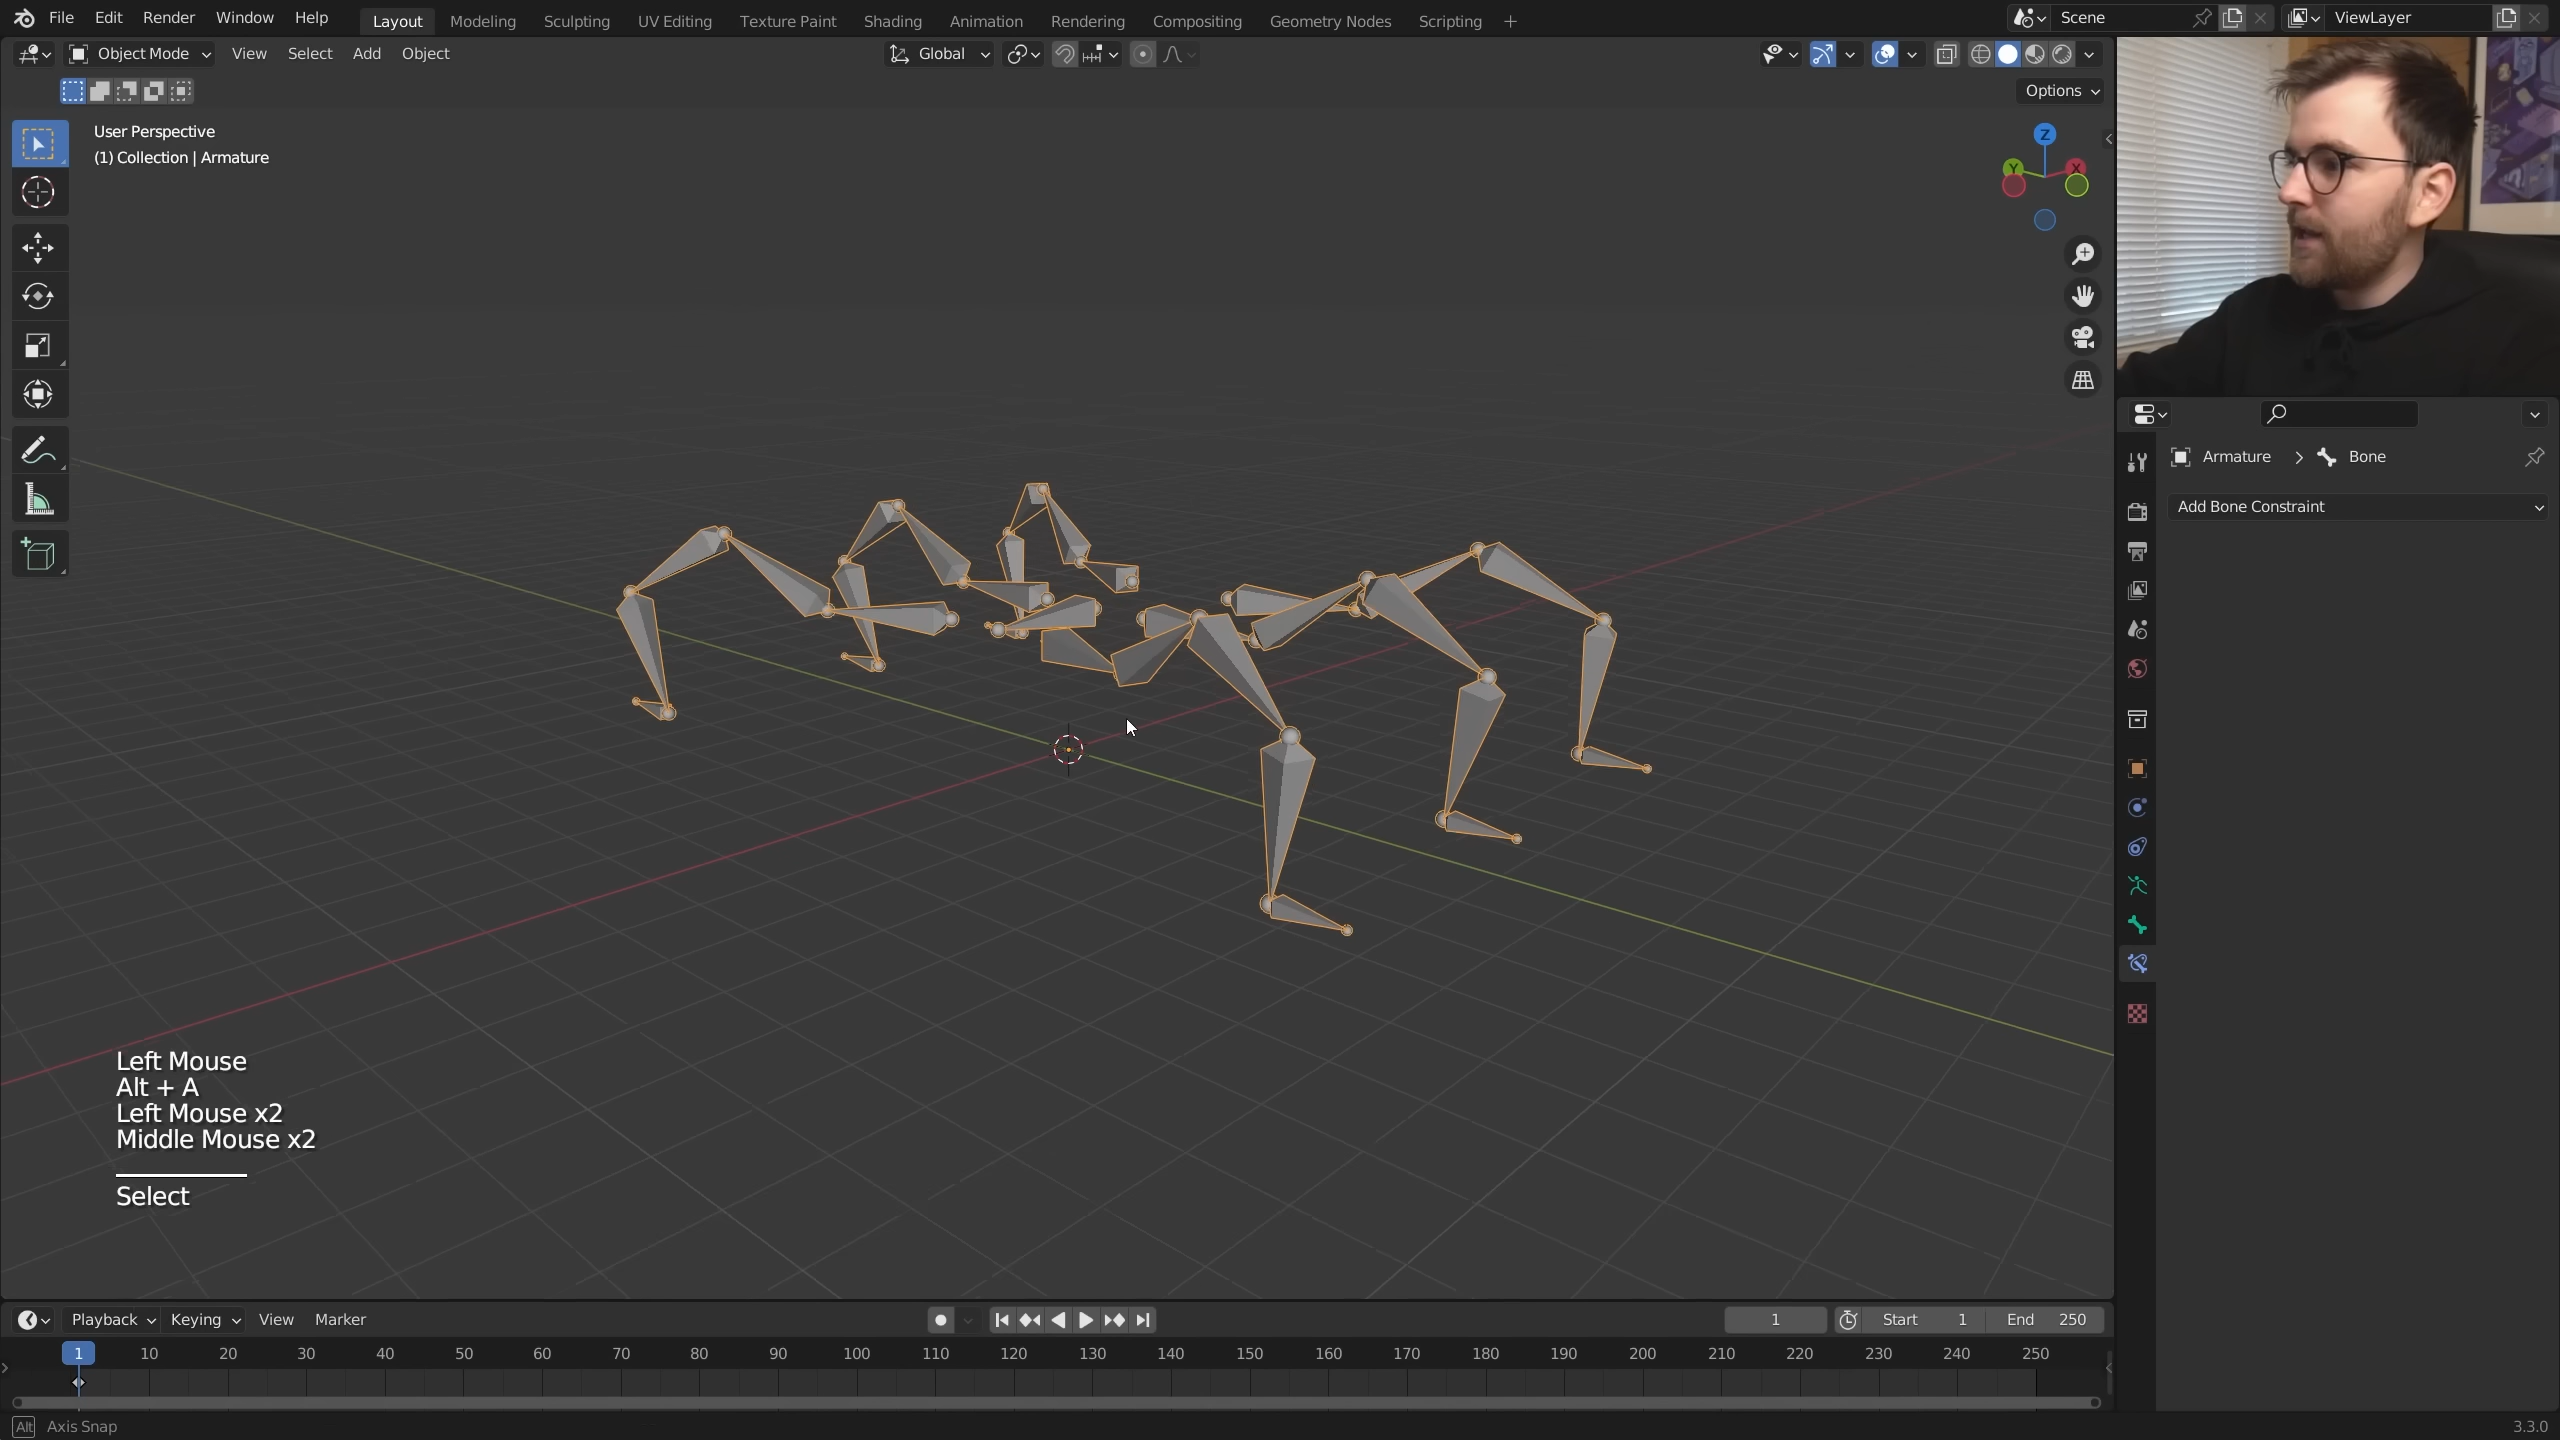 File Edit Render Window Help Layout Modeling Sculpting UV Editing Texture Paint Shading Animation Rendering Compositing Geometry Nodes Scripting + Scene ViewLayer
Object Mode View Select Add Object Global
Options
User Perspective
(1) Collection | Armature
Z
Y X
Armature > Bone
Add Bone Constraint
Left Mouse
Alt + A
Left Mouse x2
Middle Mouse x2
Select
Playback Keying View Marker 1 Start 1 End 250
1 10 20 30 40 50 60 70 80 90 100 110 120 130 140 150 160 170 180 190 200 210 220 230 240 250
Alt Axis Snap 3.3.0